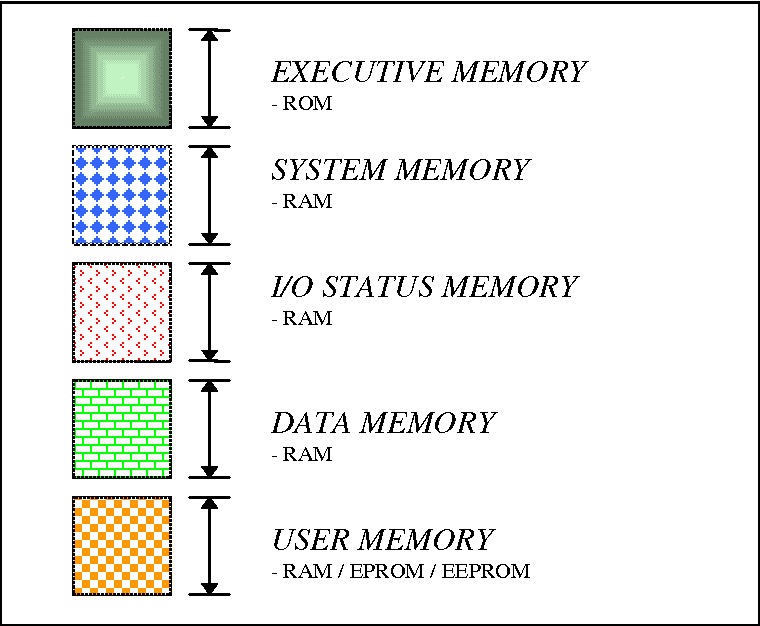 EXECUTIVE MEMORY
- ROM
SYSTEM MEMORY
- RAM
I/O STATUS MEMORY
- RAM
DATA MEMORY
- RAM
USER MEMORY
- RAM / EPROM / EEPROM